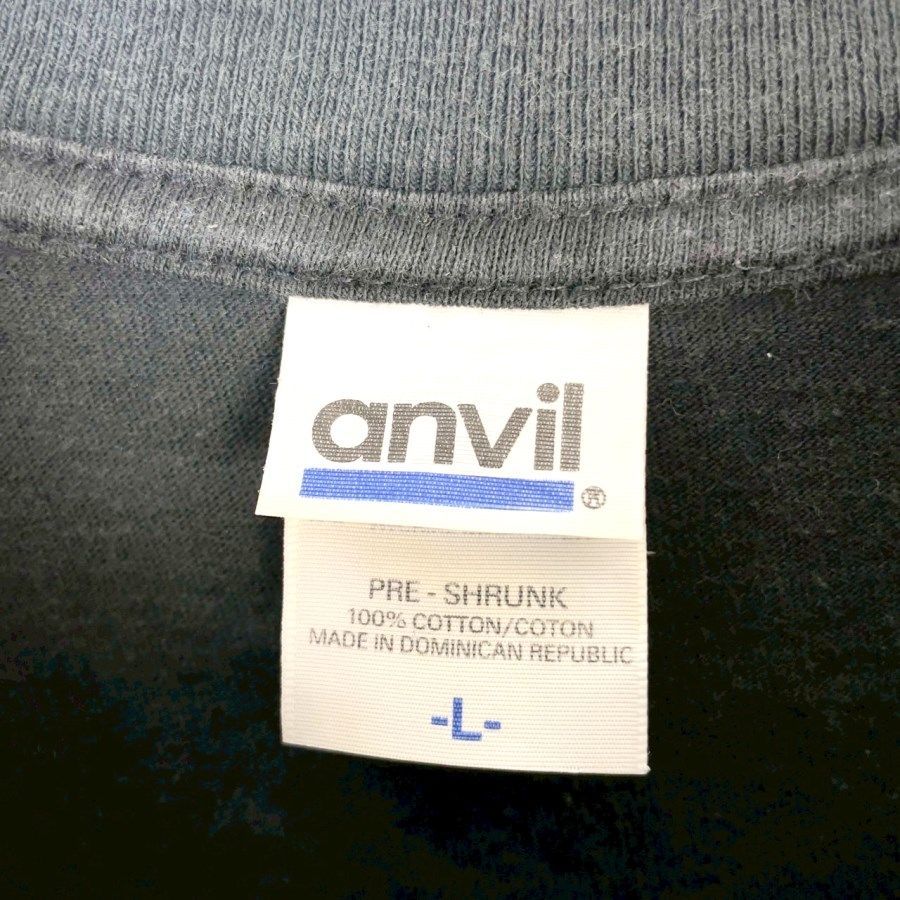 anvil
®
PRE - SHRUNK
100% COTTON/COTON
MADE IN DOMINICAN REPUBLIC
-L-